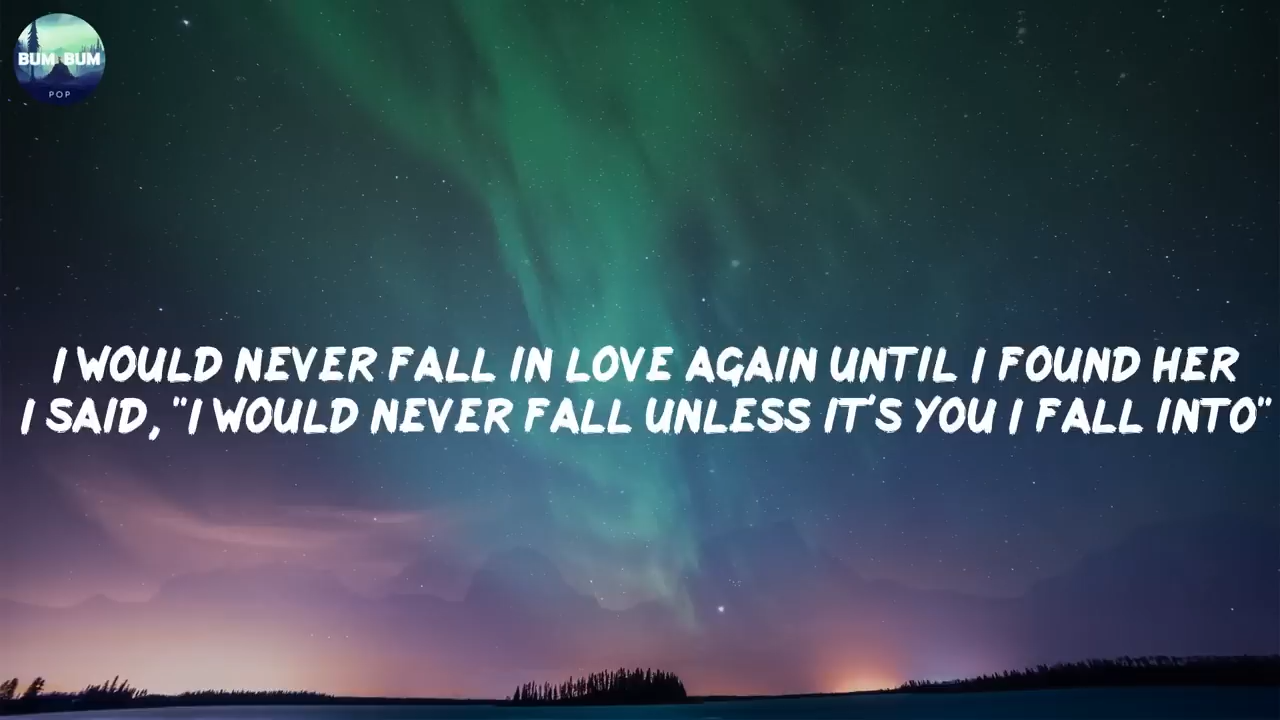 BUM BUM
POP
I WOULD NEVER FALL IN LOVE AGAIN UNTIL I FOUND HER
I SAID, "I WOULD NEVER FALL UNLESS IT'S YOU I FALL INTO"